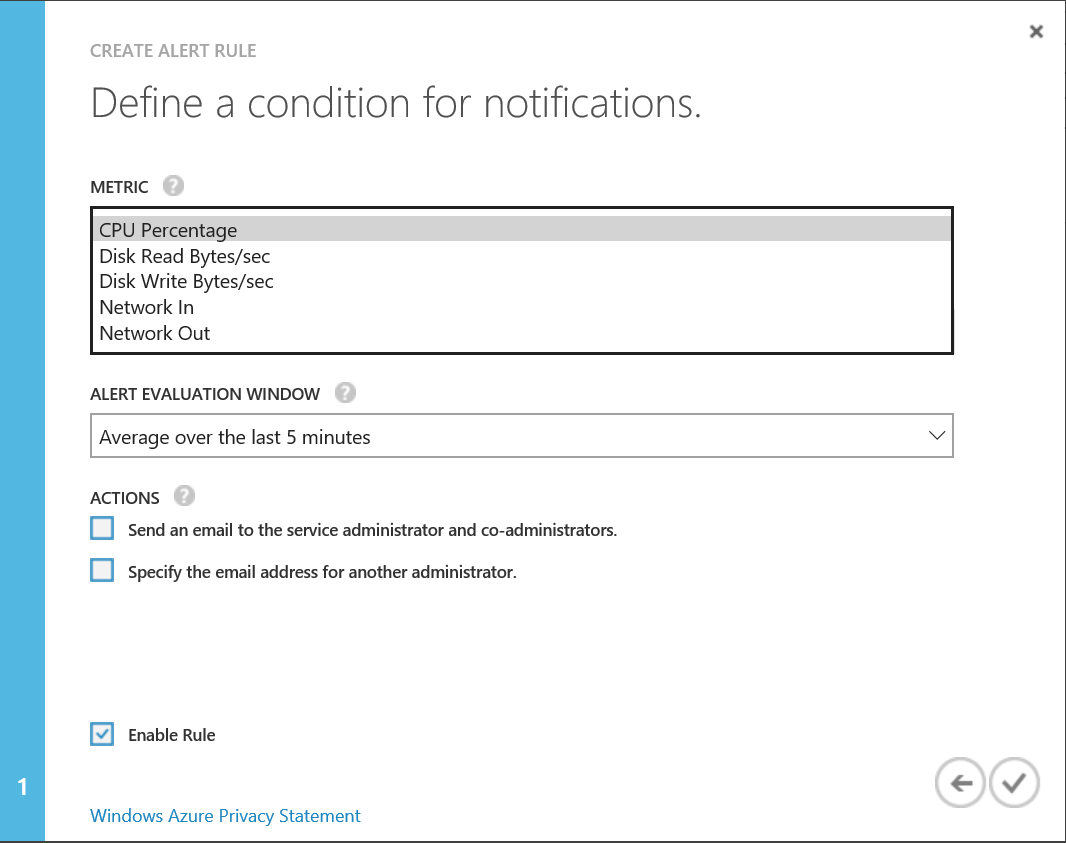 CREATE ALERT RULE
Define a condition for notifications.
METRIC ?
CPU Percentage
Disk Read Bytes/sec
Disk Write Bytes/sec
Network In
Network Out
ALERT EVALUATION WINDOW ?
Average over the last 5 minutes
ACTIONS ?
Send an email to the service administrator and co-administrators.
Specify the email address for another administrator.
Enable Rule
1
Windows Azure Privacy Statement